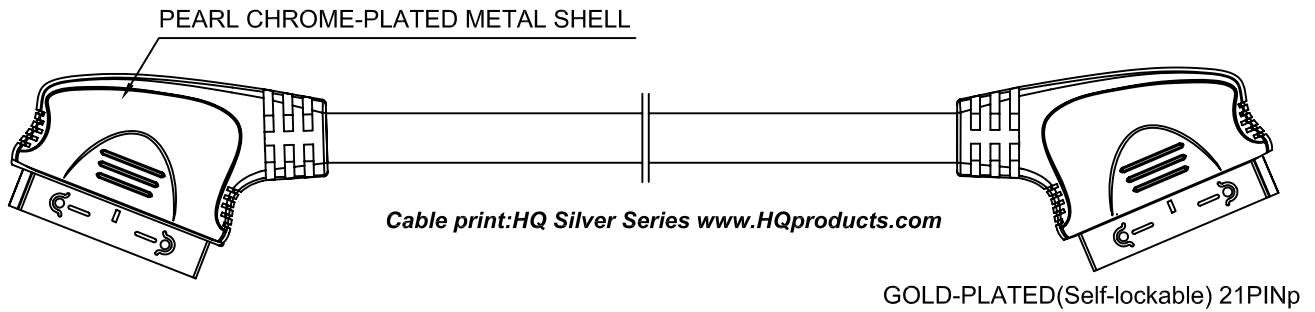 PEARL CHROME-PLATED METAL SHELL
Cable print:HQ Silver Series www.HQproducts.com
GOLD-PLATED(Self-lockable) 21PINp